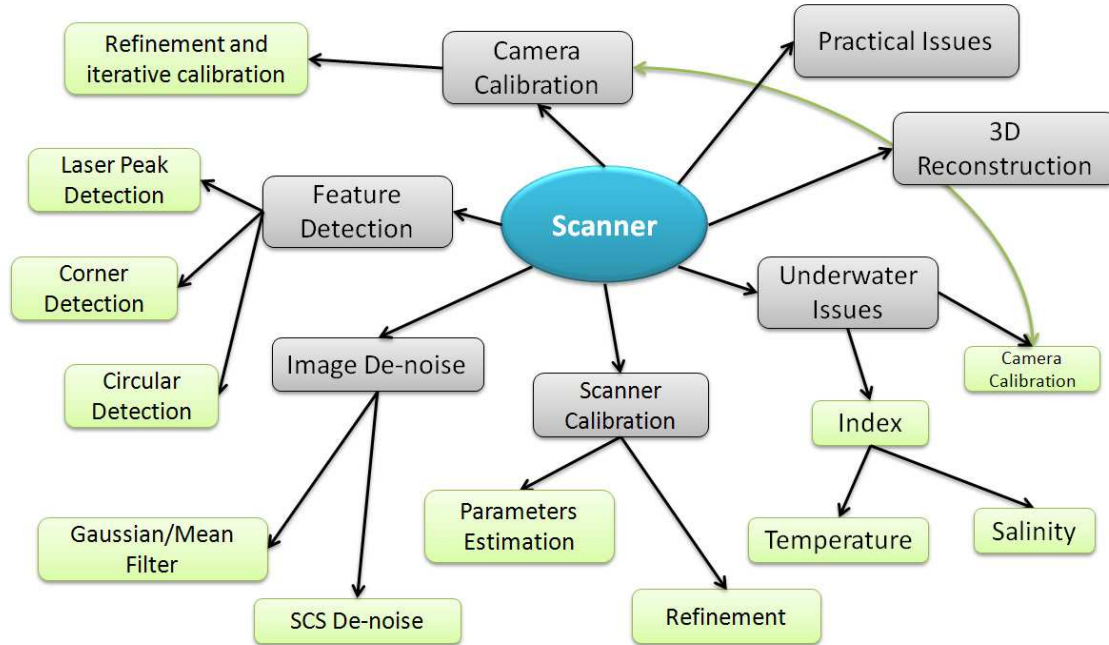 Refinement and
iterative calibration
Camera
Calibration
Practical Issues
3D
Reconstruction
Laser Peak
Detection
Feature
Detection
Scanner
Corner
Detection
Underwater
Issues
Circular
Detection
Image De-noise
Scanner
Calibration
Camera
Calibration
Index
Gaussian/Mean
Filter
Parameters
Estimation
Temperature
Salinity
SCS De-noise
Refinement